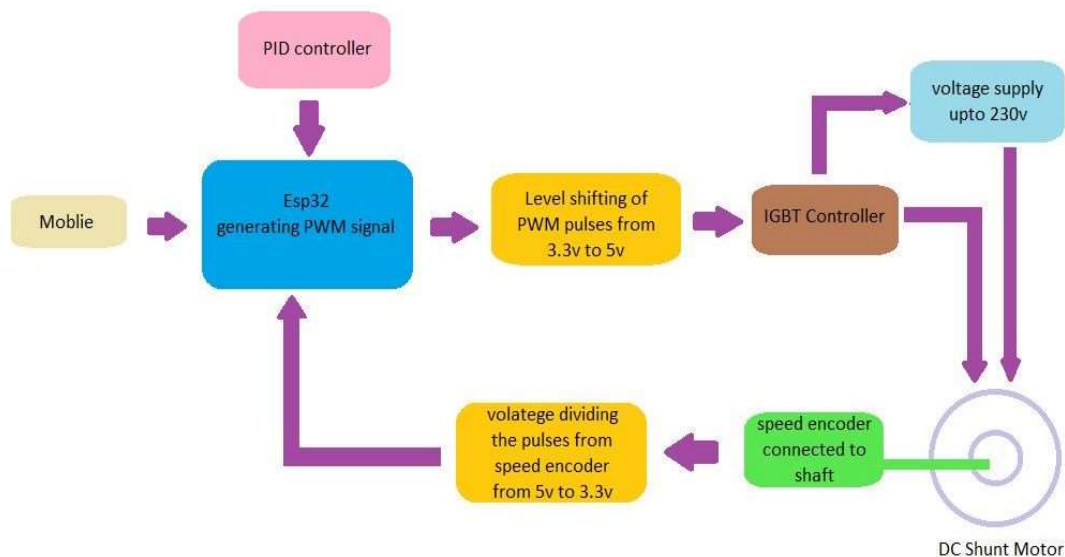 PID controller
voltage supply
upto 230v
Moblie
Esp32
generating PWM signal
Level shifting of
PWM pulses from
3.3v to 5v
IGBT Controller
volatege dividing
the pulses from
speed encoder
from 5v to 3.3v
speed encoder
connected to
shaft
DC Shunt Motor